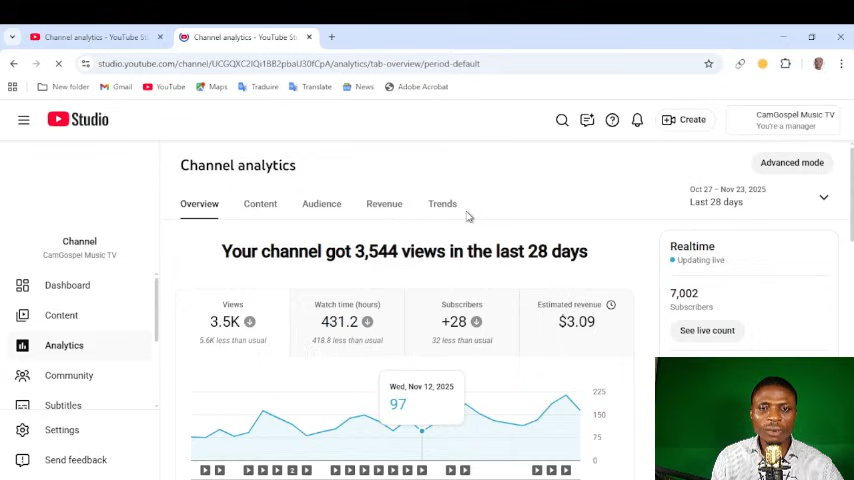 Channel analytics - YouTube St
Channel analytics - YouTube St
studio.youtube.com/channel/UCGQXC2lQi18B2pbaU30fCpA/analytics/tab-overview/period-default
New folder
Gmail
YouTube
Maps
Traduire
Translate
News
Adobe Acrobat
Studio
Create
CamGospel Music TV
You're a manager
Channel analytics
Advanced mode
Overview
Content
Audience
Revenue
Trends
Oct 27 – Nov 23, 2025
Last 28 days
Channel
CamGospel Music TV
Dashboard
Content
Analytics
Community
Subtitles
Settings
Send feedback
Your channel got 3,544 views in the last 28 days
Views
3.5K
5.6K less than usual
Watch time (hours)
431.2
418.8 less than usual
Subscribers
+28
32 less than usual
Estimated revenue
$3.09
Wed, Nov 12, 2025
97
225
150
75
0
2
Realtime
Updating live
7,002
Subscribers
See live count